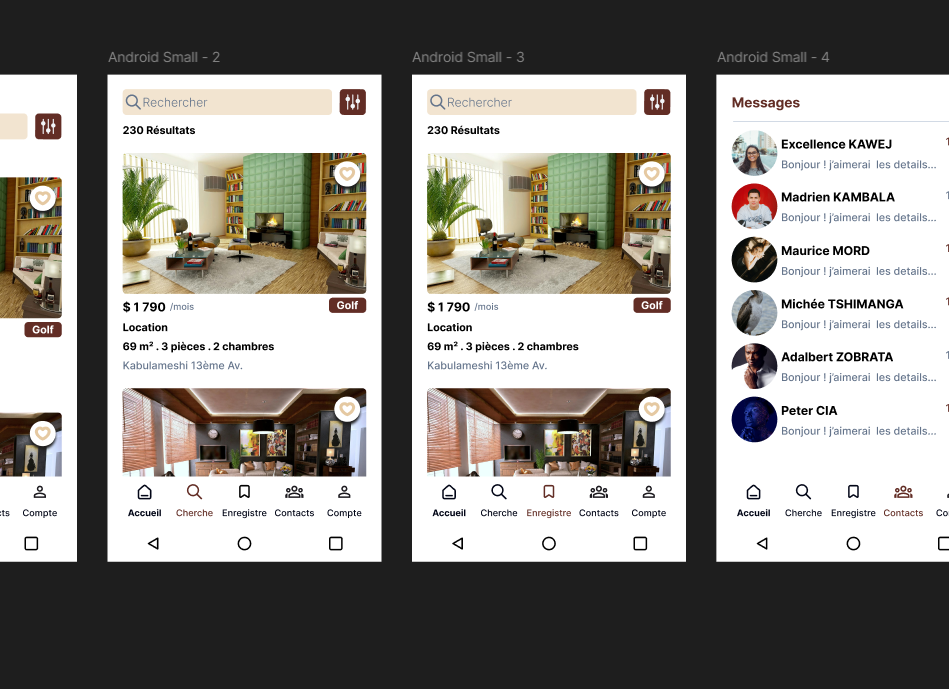 Android Small - 2
Android Small - 3
Android Small - 4
Golf
Compte
Rechercher
230 Résultats
$ 1 790 /mois
Golf
Location
69 m² . 3 pièces . 2 chambres
Kabulameshi 13ème Av.
Accueil Cherche Enregistre Contacts Compte
Rechercher
230 Résultats
$ 1 790 /mois
Golf
Location
69 m² . 3 pièces . 2 chambres
Kabulameshi 13ème Av.
Accueil Cherche Enregistre Contacts Compte
Messages
Excellence KAWEJ
Bonjour ! j'aimerai les details...
Madrien KAMBALA
Bonjour ! j'aimerai les details...
Maurice MORD
Bonjour ! j'aimerai les details...
Michée TSHIMANGA
Bonjour ! j'aimerai les details...
Adalbert ZOBRATA
Bonjour ! j'aimerai les details...
Peter CIA
Bonjour ! j'aimerai les details...
Accueil Cherche Enregistre Contacts